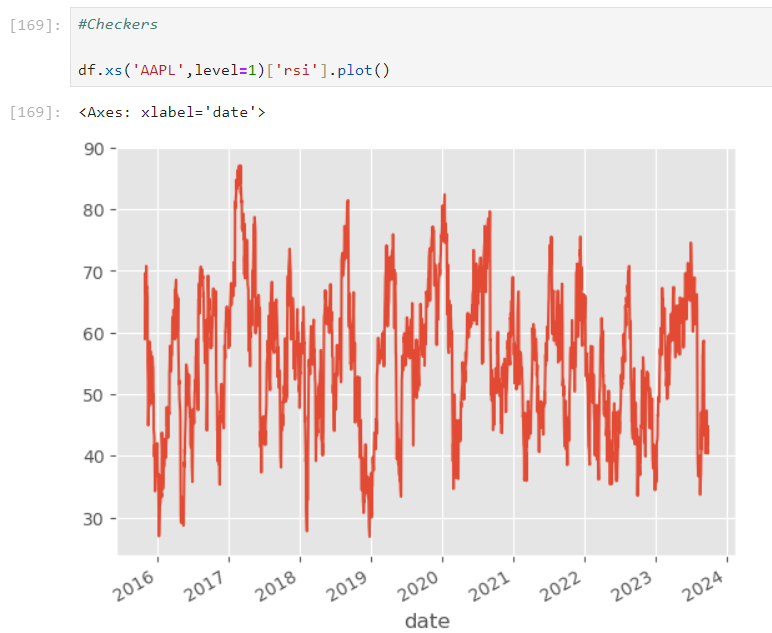 [169]: #Checkers
df.xs('AAPL',level=1)['rsi'].plot()
[169]: <Axes: xlabel='date'>
90
80
70
60
50
40
30
2016 2017 2018 2019 2020 2021 2022 2023 2024
date